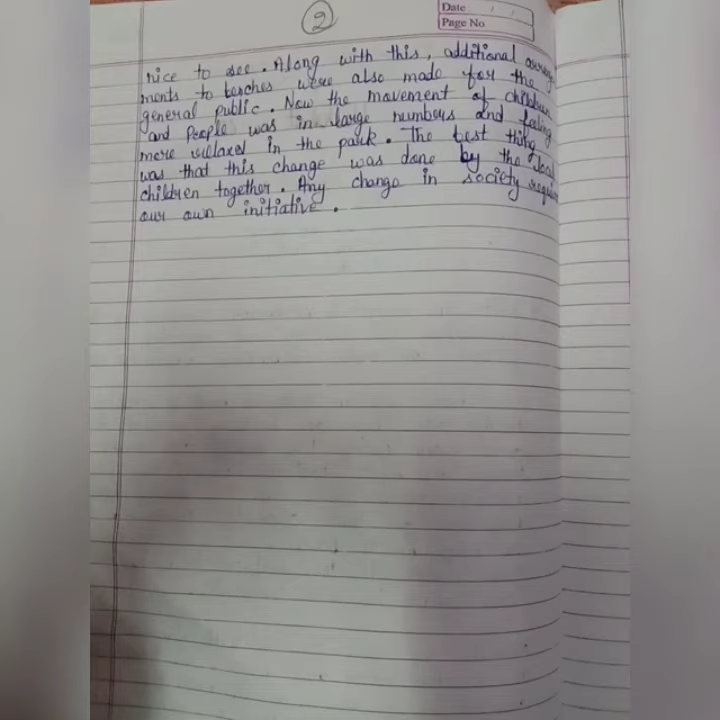 2
Date / /
Page No
nice to see. Along with this, additional arrange
ments to benches were also made for the
general public. Now the movement of children
and People was in large numbers and feeling
more relaxed in the park. The best thing
was that this change was done by the local
children together. Any change in society require
our own initiative.